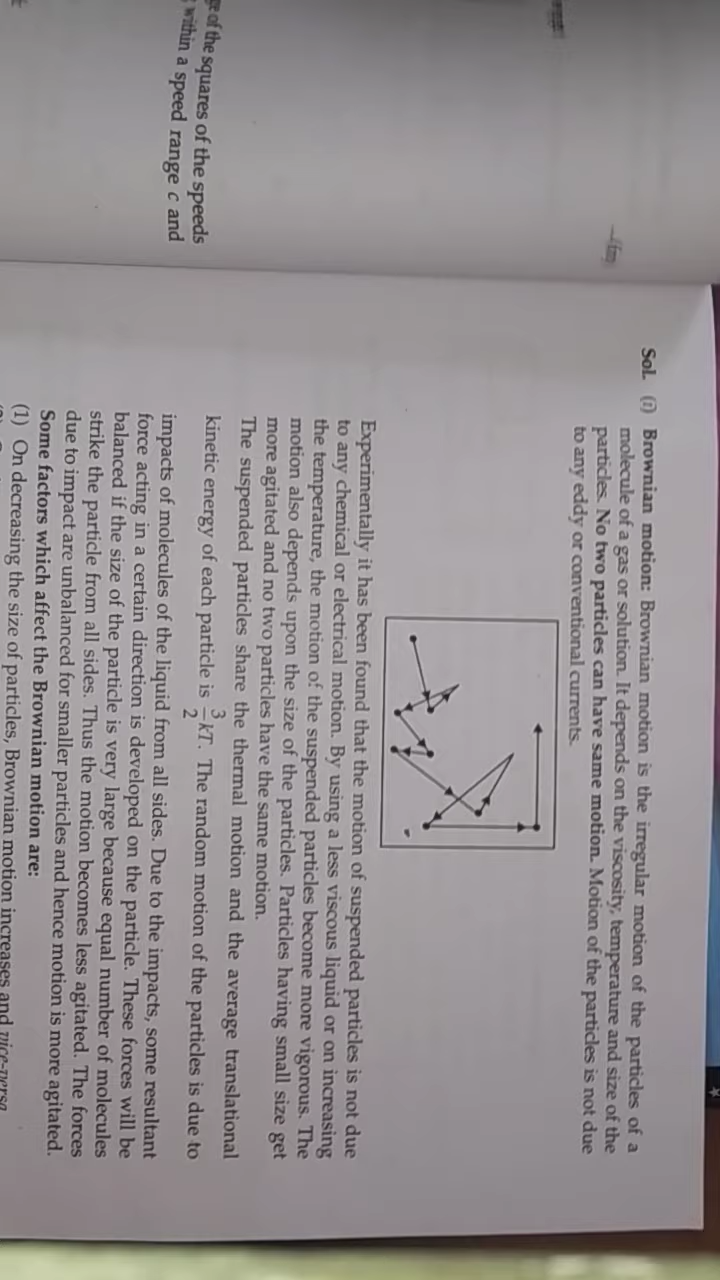 ge of the squares of the speeds
within a speed range c and
Sol. (i) Brownian motion: Brownian motion is the irregular motion of the particles of a
molecule of a gas or solution. It depends on the viscosity, temperature and size of the
particles. No two particles can have same motion. Motion of the particles is not due
to any eddy or conventional currents.
Experimentally it has been found that the motion of suspended particles is not due
to any chemical or electrical motion. By using a less viscous liquid or on increasing
the temperature, the motion of the suspended particles become more vigorous. The
motion also depends upon the size of the particles. Particles having small size get
more agitated and no two particles have the same motion.
The suspended particles share the thermal motion and the average translational
kinetic energy of each particle is 3/2 kT. The random motion of the particles is due to
impacts of molecules of the liquid from all sides. Due to the impacts, some resultant
force acting in a certain direction is developed on the particle. These forces will be
balanced if the size of the particle is very large because equal number of molecules
strike the particle from all sides. Thus the motion becomes less agitated. The forces
due to impact are unbalanced for smaller particles and hence motion is more agitated.
Some factors which affect the Brownian motion are:
(1) On decreasing the size of particles, Brownian motion increases and vice-versa